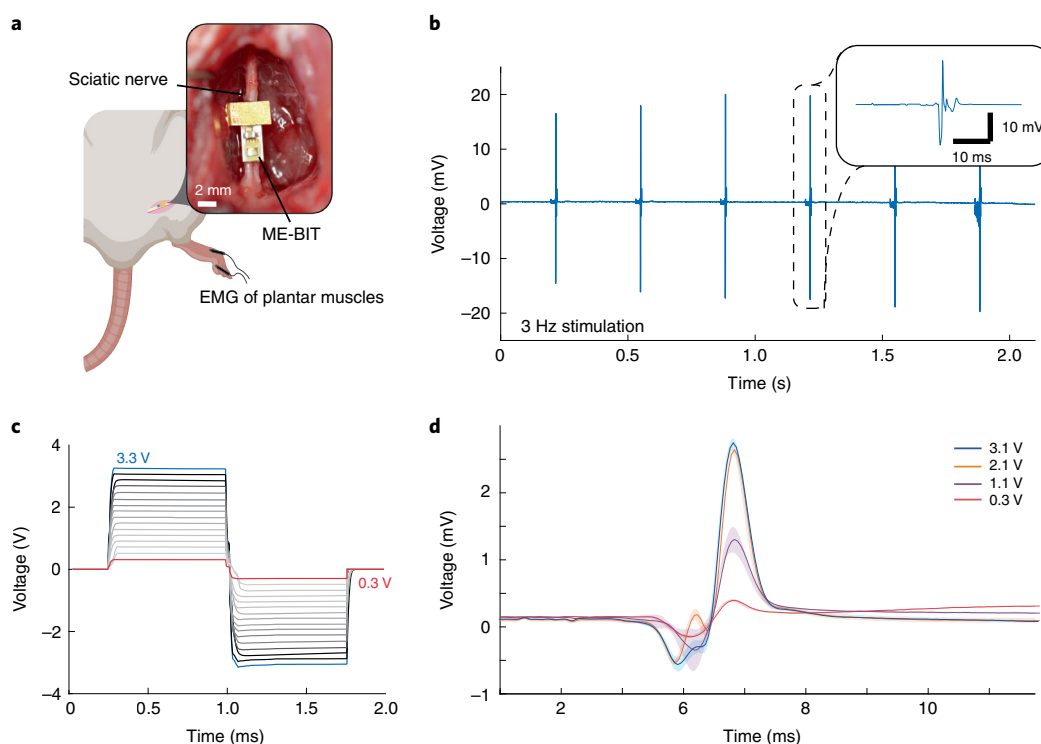 a
Sciatic nerve
2 mm
ME-BIT
EMG of plantar muscles
b
Voltage (mV)
20
10
0
−10
−20
10 mV
10 ms
3 Hz stimulation
0
0.5
1.0
1.5
2.0
Time (s)
c
Voltage (V)
4
2
0
−2
−4
3.3 V
0.3 V
0
0.5
1.0
1.5
2.0
Time (ms)
d
Voltage (mV)
2
1
0
−1
3.1 V
2.1 V
1.1 V
0.3 V
2
4
6
8
10
Time (ms)